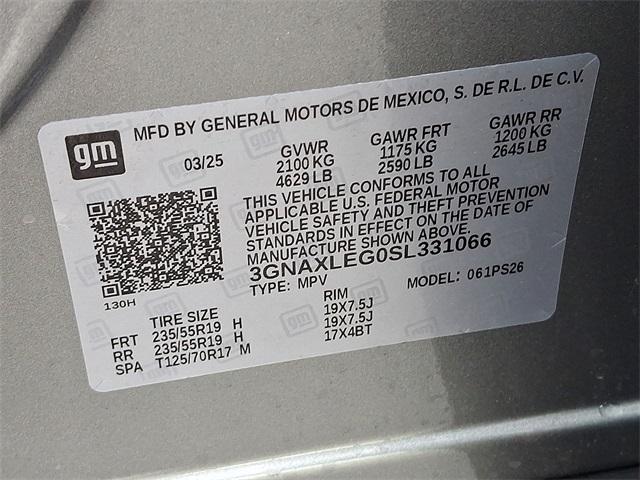 gm
MFD BY GENERAL MOTORS DE MEXICO, S. DE R.L. DE C.V.
03/25 GVWR GAWR FRT GAWR RR
2100 KG 1175 KG 1200 KG
4629 LB 2590 LB 2645 LB
THIS VEHICLE CONFORMS TO ALL
APPLICABLE U.S. FEDERAL MOTOR
VEHICLE SAFETY AND THEFT PREVENTION
STANDARDS IN EFFECT ON THE DATE OF
MANUFACTURE SHOWN ABOVE.
3GNAXLEG0SL331066
TYPE: MPV MODEL: 061PS26
130H
TIRE SIZE RIM
FRT 235/55R19 H 19X7.5J
RR 235/55R19 H 19X7.5J
SPA T125/70R17 M 17X4BT